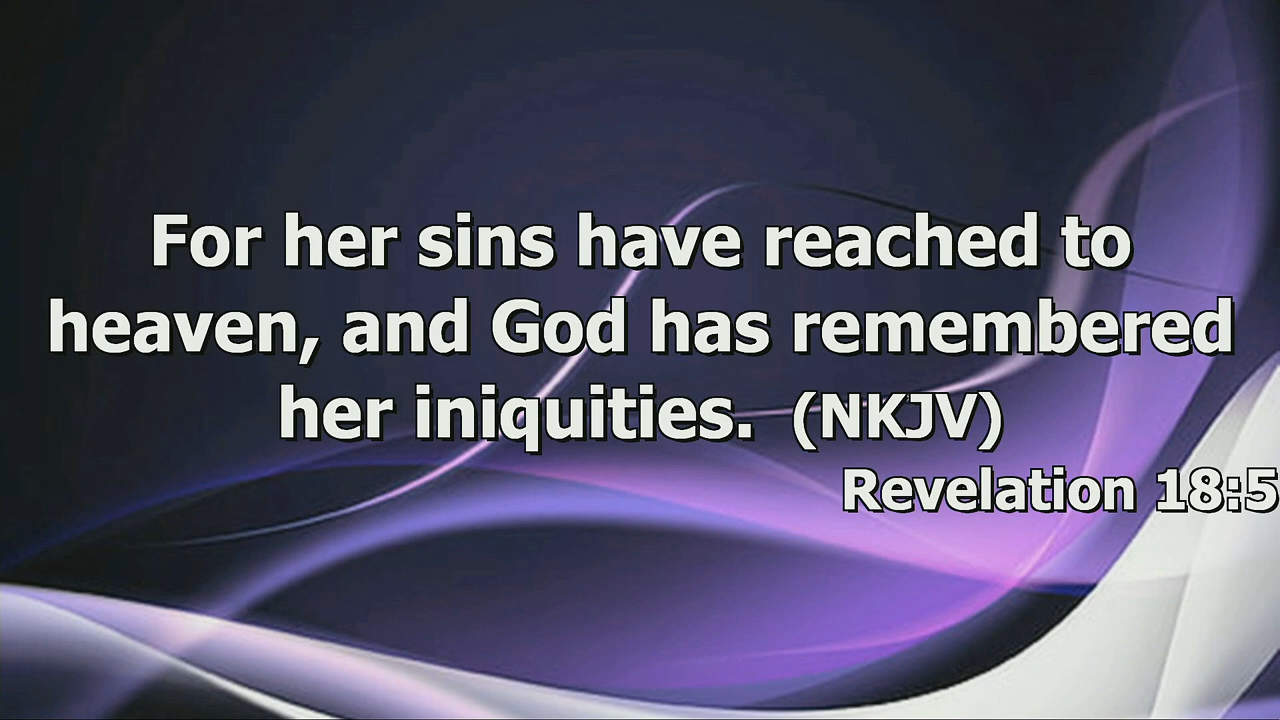 For her sins have reached to
heaven, and God has remembered
her iniquities. (NKJV)
Revelation 18:5